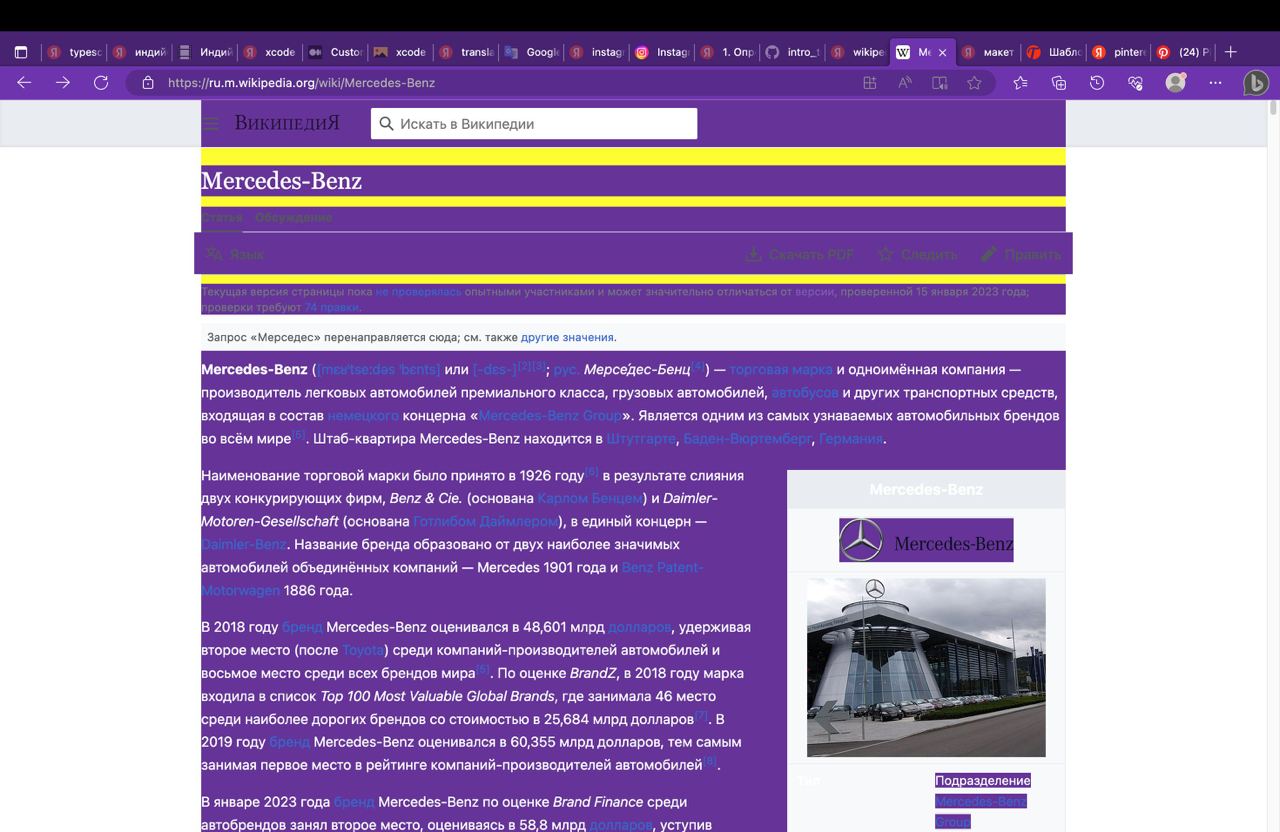 typesc
индий
Индий
xcode
Custor
xcode
transla
Google
instag
Instag
1. Опр
intro_1
wikipe
Me
макет
Шабло
pinter
(24) P
https://ru.m.wikipedia.org/wiki/Mercedes-Benz
ВИКИПЕДИЯ
Искать в Википедии
Mercedes-Benz
Статья Обсуждение
Язык Скачать PDF Следить Править
Текущая версия страницы пока не проверялась опытными участниками и может значительно отличаться от версии, проверенной 15 января 2023 года;
проверки требуют 74 правки.
Запрос «Мерседес» перенаправляется сюда; см. также другие значения.
Mercedes-Benz ( или [-dɛs-][2][3]; рус. Мерсе́дес-Бенц[4]) — торговая марка и одноимённая компания —
производитель легковых автомобилей премиального класса, грузовых автомобилей, автобусов и других транспортных средств,
входящая в состав немецкого концерна «Mercedes-Benz Group». Является одним из самых узнаваемых автомобильных брендов
во всём мире[5]. Штаб-квартира Mercedes-Benz находится в Штутгарте, Баден-Вюртемберг, Германия.
Наименование торговой марки было принято в 1926 году[6] в результате слияния
двух конкурирующих фирм, Benz & Cie. (основана Карлом Бенцем) и Daimler-
Motoren-Gesellschaft (основана Готлибом Даймлером), в единый концерн —
Daimler-Benz. Название бренда образовано от двух наиболее значимых
автомобилей объединённых компаний — Mercedes 1901 года и Benz Patent-
Motorwagen 1886 года.
В 2018 году бренд Mercedes-Benz оценивался в 48,601 млрд долларов, удерживая
второе место (после Toyota) среди компаний-производителей автомобилей и
восьмое место среди всех брендов мира[5]. По оценке BrandZ, в 2018 году марка
входила в список Top 100 Most Valuable Global Brands, где занимала 46 место
среди наиболее дорогих брендов со стоимостью в 25,684 млрд долларов[7]. В
2019 году бренд Mercedes-Benz оценивался в 60,355 млрд долларов, тем самым
занимая первое место в рейтинге компаний-производителей автомобилей[8].
В январе 2023 года бренд Mercedes-Benz по оценке Brand Finance среди
автобрендов занял второе место, оцениваясь в 58,8 млрд долларов, уступив
Mercedes-Benz
Mercedes-Benz
Тип Подразделение
Mercedes-Benz
Group